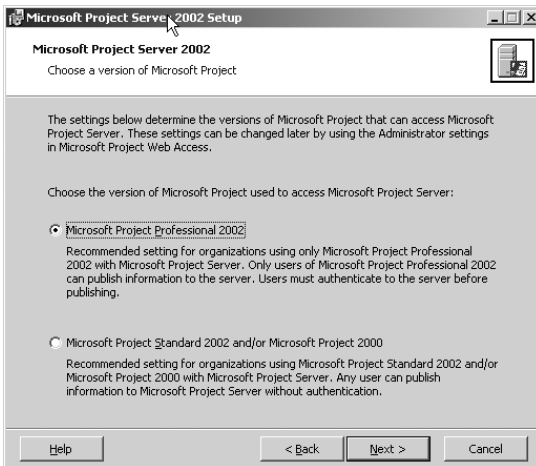 Microsoft Project Server 2002 Setup
Microsoft Project Server 2002
Choose a version of Microsoft Project
The settings below determine the versions of Microsoft Project that can access Microsoft
Project Server. These settings can be changed later by using the Administrator settings
in Microsoft Project Web Access.
Choose the version of Microsoft Project used to access Microsoft Project Server:
Microsoft Project Professional 2002
Recommended setting for organizations using only Microsoft Project Professional
2002 with Microsoft Project Server. Only users of Microsoft Project Professional 2002
can publish information to the server. Users must authenticate to the server before
publishing.
Microsoft Project Standard 2002 and/or Microsoft Project 2000
Recommended setting for organizations using Microsoft Project Standard 2002 and/or
Microsoft Project 2000 with Microsoft Project Server. Any user can publish
information to Microsoft Project Server without authentication.
Help < Back Next > Cancel